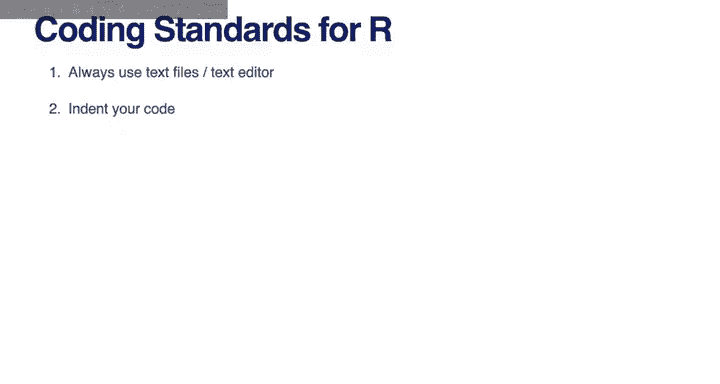 Coding Standards for R
1. Always use text files / text editor
2. Indent your code